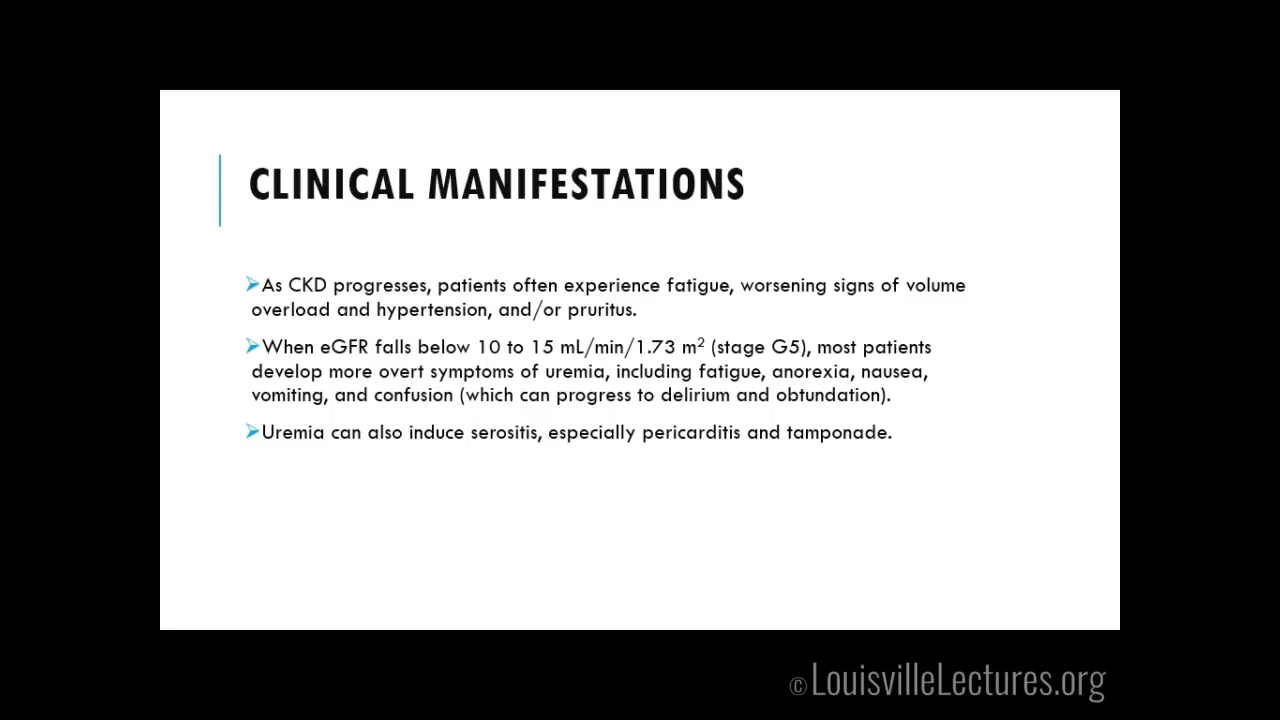 CLINICAL MANIFESTATIONS
➢As CKD progresses, patients often experience fatigue, worsening signs of volume
overload and hypertension, and/or pruritus.
➢When eGFR falls below 10 to 15 mL/min/1.73 m² (stage G5), most patients
develop more overt symptoms of uremia, including fatigue, anorexia, nausea,
vomiting, and confusion (which can progress to delirium and obtundation).
➢Uremia can also induce serositis, especially pericarditis and tamponade.
© LouisvilleLectures.org